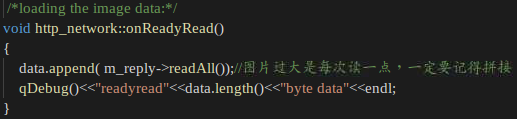 /*loading the image data:*/
void http_network::onReadyRead()
{
data.append( m_reply->readAll());//图片过大是每次读一点，一定要记得拼接
qDebug()<<"readyread"<<data.length()<<"byte data"<<endl;
}